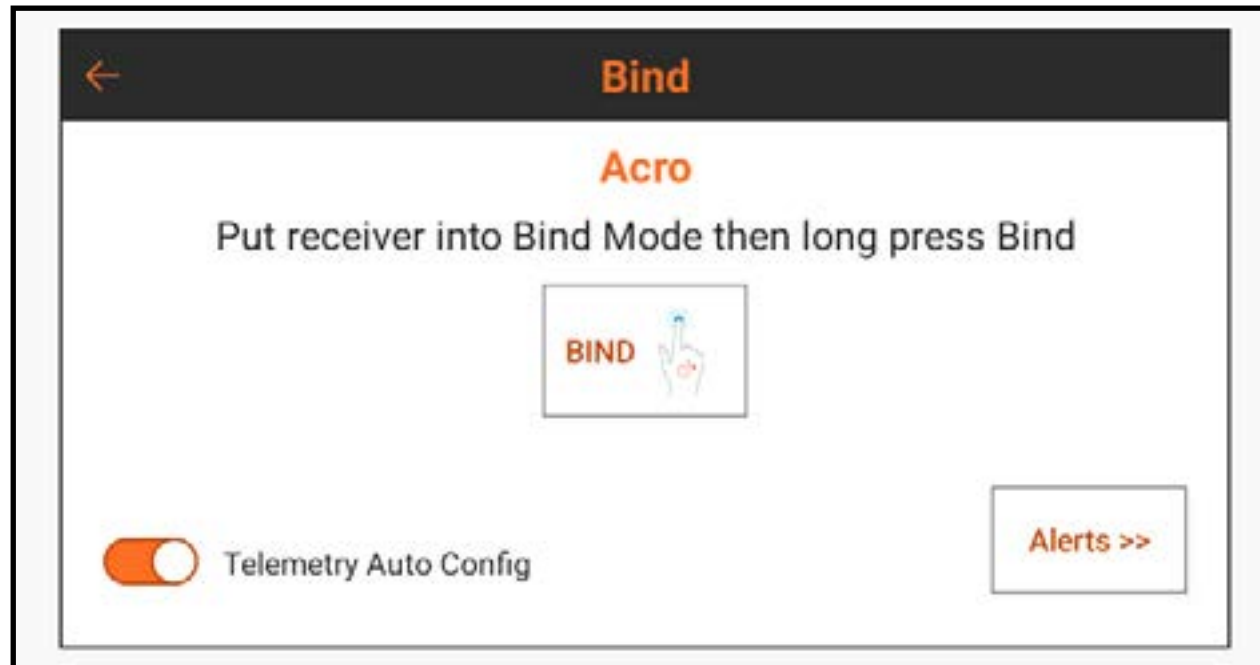 Bind
Acro
Put receiver into Bind Mode then long press Bind
BIND
Telemetry Auto Config
Alerts >>